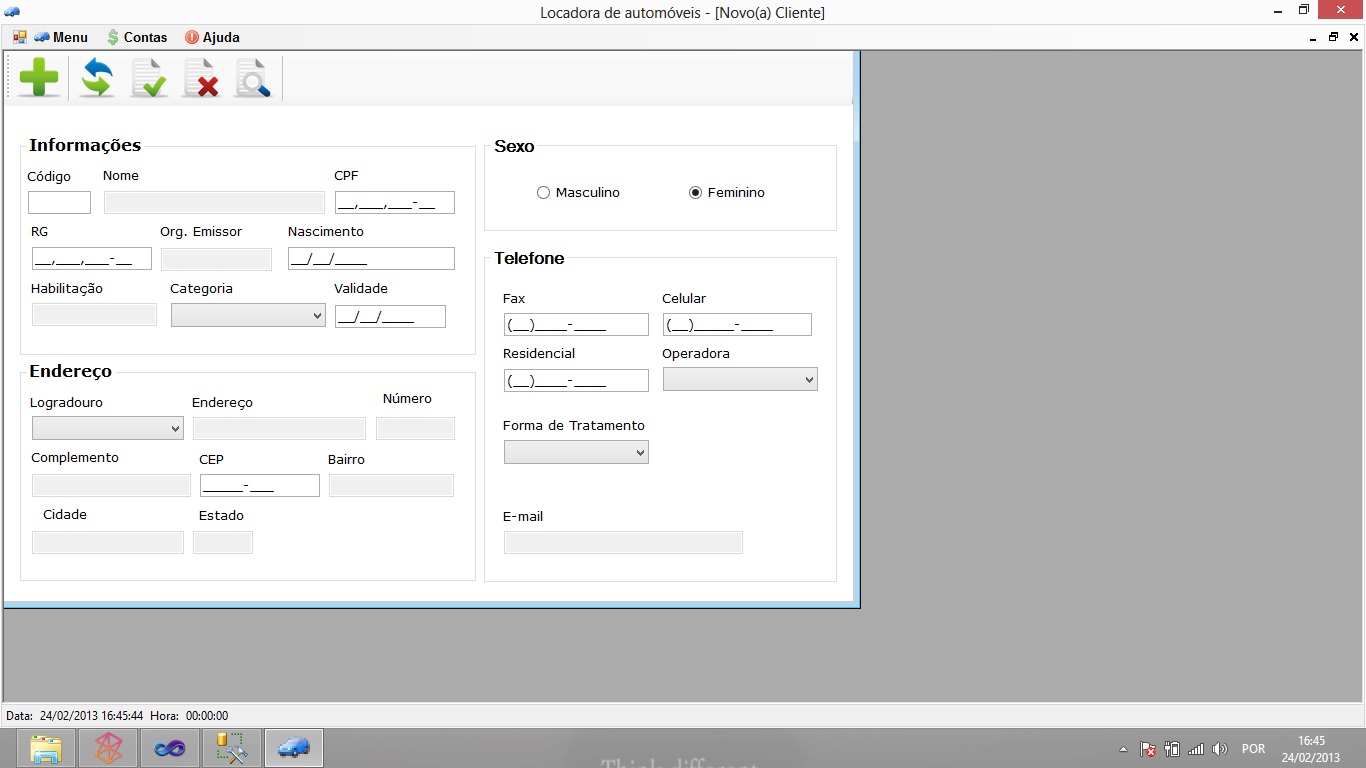 Locadora de automóveis - [Novo(a) Cliente]
Menu Contas Ajuda
Informações
Código Nome CPF
__.___.___-__
RG Org. Emissor Nascimento
__.___.___-__ __/__/____
Habilitação Categoria Validade
__/__/____
Endereço
Logradouro Endereço Número
Complemento CEP Bairro
_____-___
Cidade Estado
Sexo
Masculino Feminino
Telefone
Fax Celular
(__)____-____ (__)_____-____
Residencial Operadora
(__)____-____
Forma de Tratamento
E-mail
Data: 24/02/2013 16:45:44 Hora: 00:00:00
Think different
POR
16:45
24/02/2013